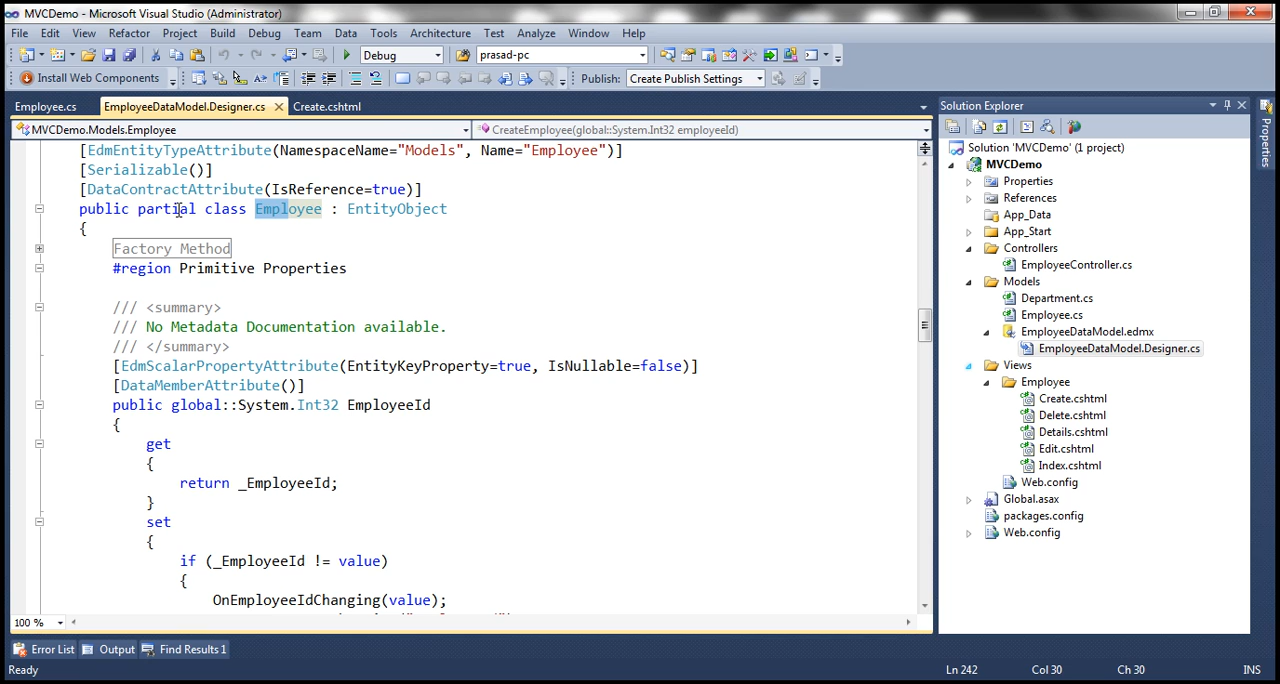 MVCDemo - Microsoft Visual Studio (Administrator)
File Edit View Refactor Project Build Debug Team Data Tools Architecture Test Analyze Window Help
Debug prasad-pc
Install Web Components Publish: Create Publish Settings
Employee.cs EmployeeDataModel.Designer.cs Create.cshtml
MVCDemo.Models.Employee CreateEmployee(global::System.Int32 employeeId)
[EdmEntityTypeAttribute(NamespaceName="Models", Name="Employee")]
[Serializable()]
[DataContractAttribute(IsReference=true)]
public partial class Employee : EntityObject
{
Factory Method
#region Primitive Properties
/// <summary>
/// No Metadata Documentation available.
/// </summary>
[EdmScalarPropertyAttribute(EntityKeyProperty=true, IsNullable=false)]
[DataMemberAttribute()]
public global::System.Int32 EmployeeId
{
get
{
return _EmployeeId;
}
set
{
if (_EmployeeId != value)
{
OnEmployeeIdChanging(value);
100 %
Solution Explorer
Solution 'MVCDemo' (1 project)
MVCDemo
Properties
References
App_Data
App_Start
Controllers
EmployeeController.cs
Models
Department.cs
Employee.cs
EmployeeDataModel.edmx
EmployeeDataModel.Designer.cs
Views
Employee
Create.cshtml
Delete.cshtml
Details.cshtml
Edit.cshtml
Index.cshtml
Web.config
Global.asax
packages.config
Web.config
Properties
Error List Output Find Results 1
Ready Ln 242 Col 30 Ch 30 INS